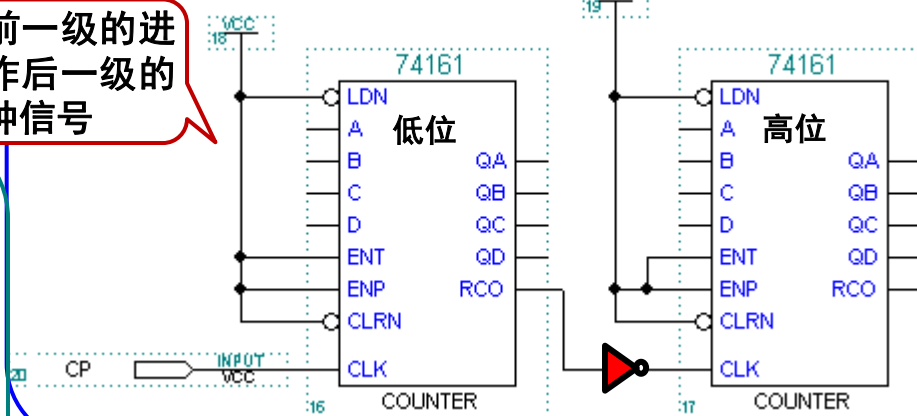 前一级的进
作后一级的
钟信号
VCC
18
19
74161
LDN
A
B
C
D
ENT
ENP
CLRN
CLK
低位
QA
QB
QC
QD
RCO
16
COUNTER
74161
LDN
A
B
C
D
ENT
ENP
CLRN
CLK
高位
QA
QB
QC
QD
RCO
17
COUNTER
20
CP
INPUT
VCC